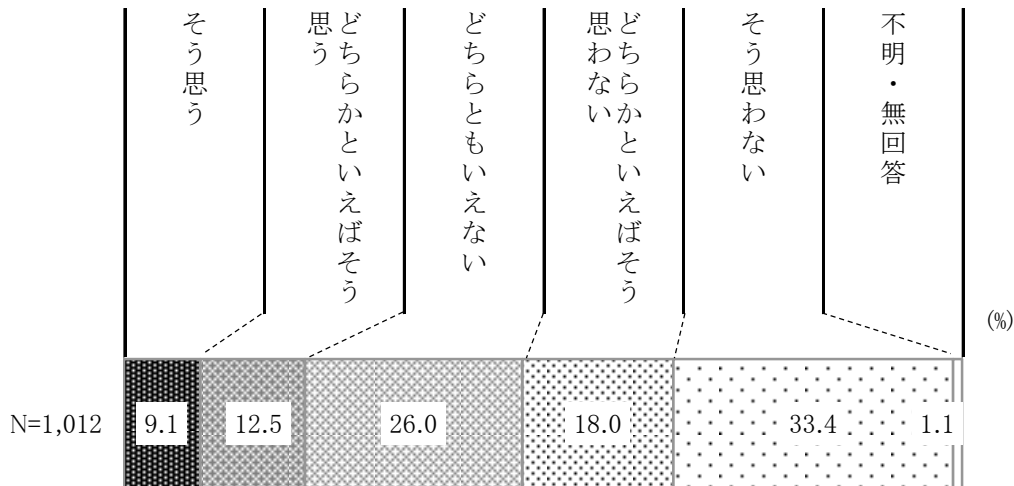 そう思う
どちらかといえばそう
思う
どちらともいえない
どちらかといえばそう
思わない
そう思わない
不明・無回答
(%)
N=1,012
9.1
12.5
26.0
18.0
33.4
1.1